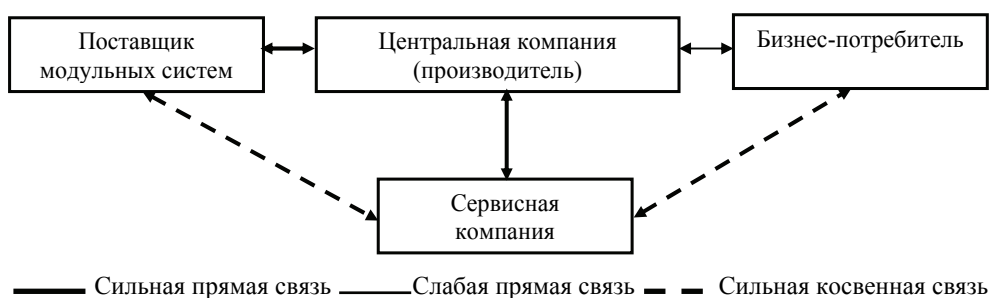 Поставщик
модульных систем
Центральная компания
(производитель)
Бизнес-потребитель
Сервисная
компания
Сильная прямая связь Слабая прямая связь Сильная косвенная связь